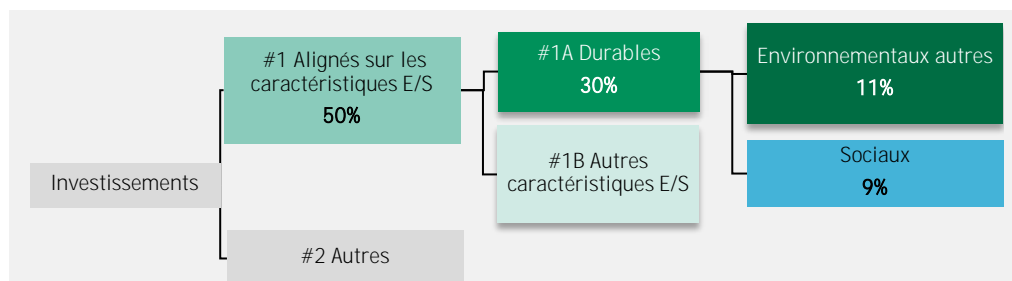 #1 Alignés sur les
caractéristiques E/S
50%
#1A Durables
30%
Environnementaux autres
11%
#1B Autres
caractéristiques E/S
Sociaux
9%
Investissements
#2 Autres